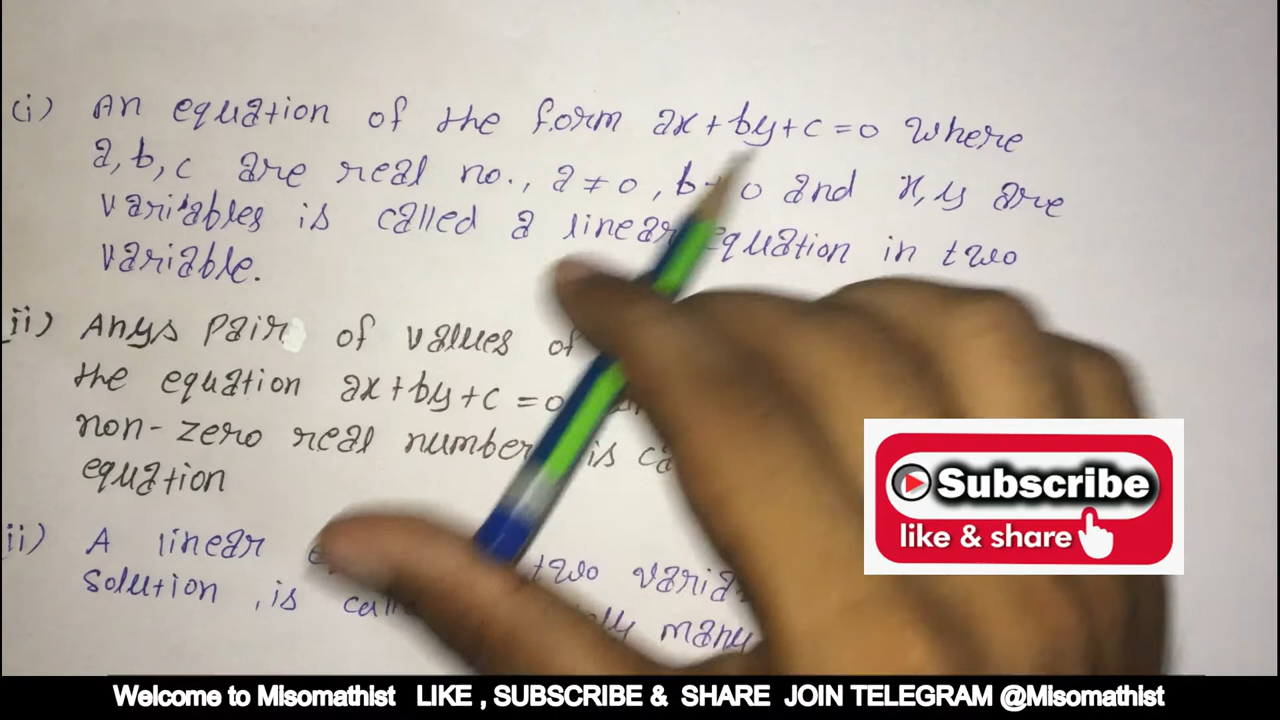 (i) An equation of the form ax+by+c=0 where
a,b,c are real no., a≠0, b≠0 and x,y are
variables is called a linear equation in two
variable.
ii) Anys Pair of values of
the equation ax+by+c=0
non-zero real number is
equation
ii) A linear two
solution, is many
Subscribe
like & share
Welcome to Misomathist LIKE , SUBSCRIBE & SHARE JOIN TELEGRAM @Misomathist